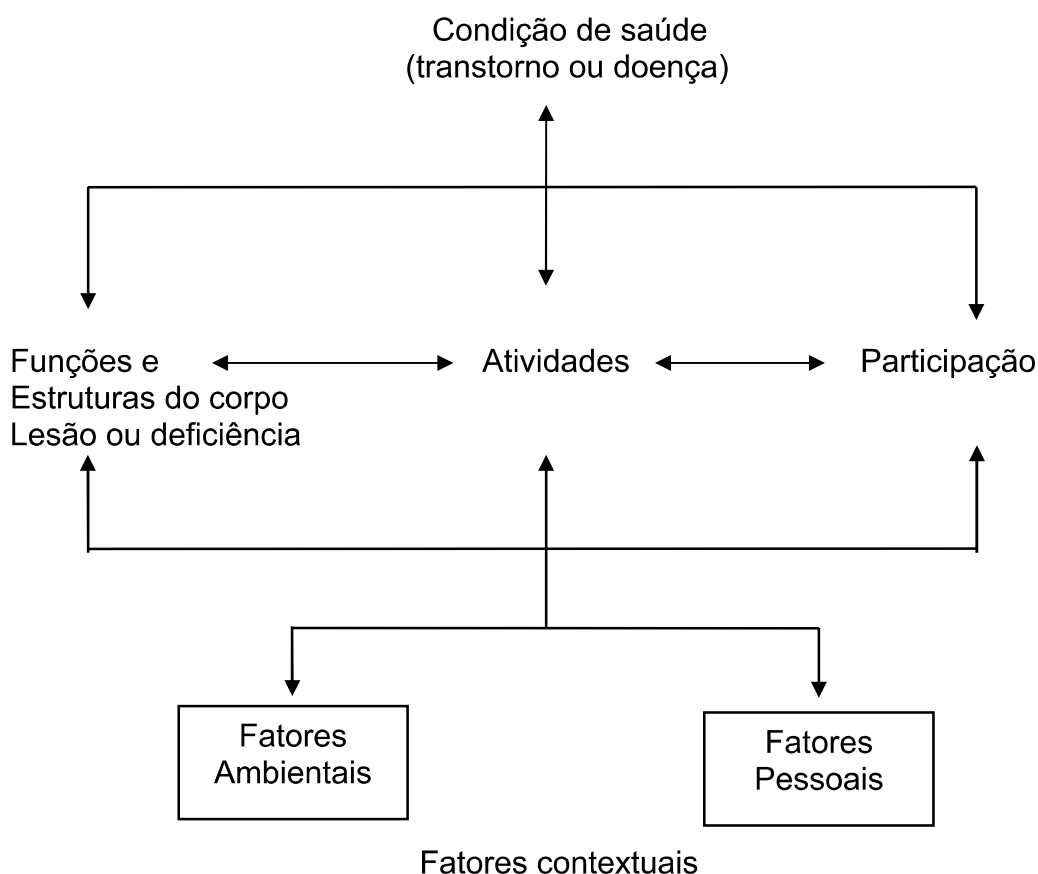 Condição de saúde
(transtorno ou doença)
Funções e
Estruturas do corpo
Lesão ou deficiência
Atividades
Participação
Fatores
Ambientais
Fatores
Pessoais
Fatores contextuais